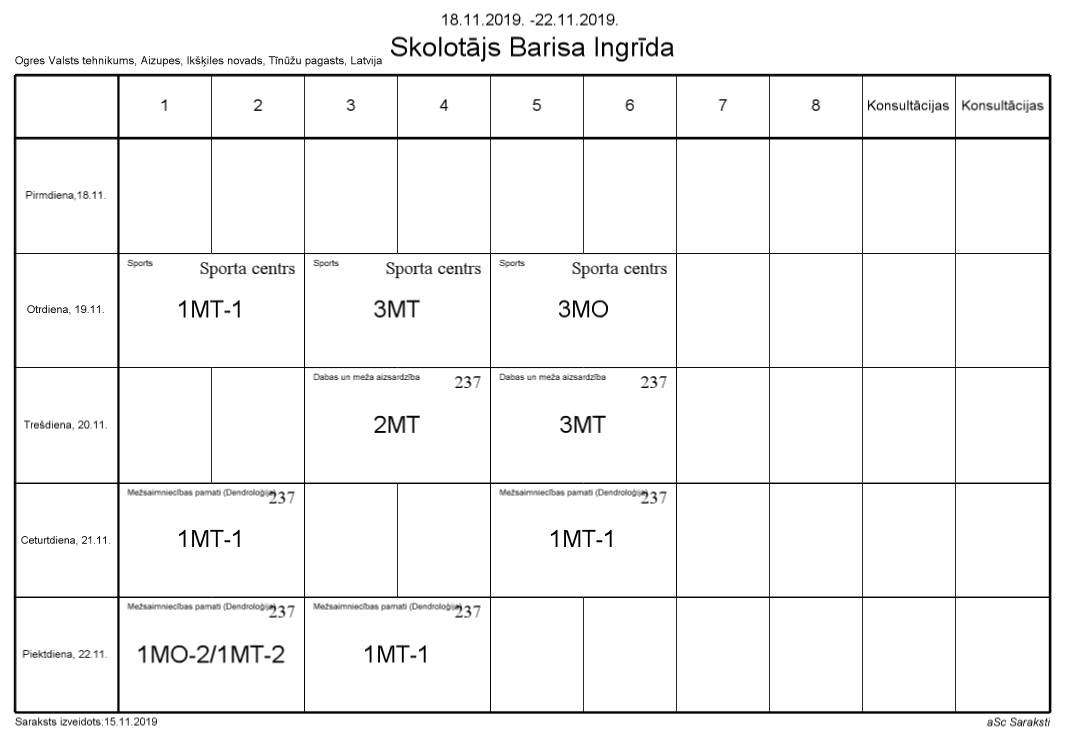 18.11.2019. -22.11.2019.
Skolotājs Barisa Ingrīda
Ogres Valsts tehnikums, Aizupes, Ikšķiles novads, Tīnūžu pagasts, Latvija
1 2 3 4 5 6 7 8 Konsultācijas Konsultācijas
Pirmdiena,18.11.
Sports Sporta centrs Sports Sporta centrs Sports Sporta centrs
Otrdiena, 19.11. 1MT-1 3MT 3MO
Dabas un meža aizsardzība 237 Dabas un meža aizsardzība 237
Trešdiena, 20.11. 2MT 3MT
Mežsaimniecības pamati (Dendroloģija) 237 Mežsaimniecības pamati (Dendroloģija) 237
Ceturtdiena, 21.11. 1MT-1 1MT-1
Mežsaimniecības pamati (Dendroloģija) 237 Mežsaimniecības pamati (Dendroloģija) 237
Piektdiena, 22.11. 1MO-2/1MT-2 1MT-1
Saraksts izveidots:15.11.2019 aSc Saraksti